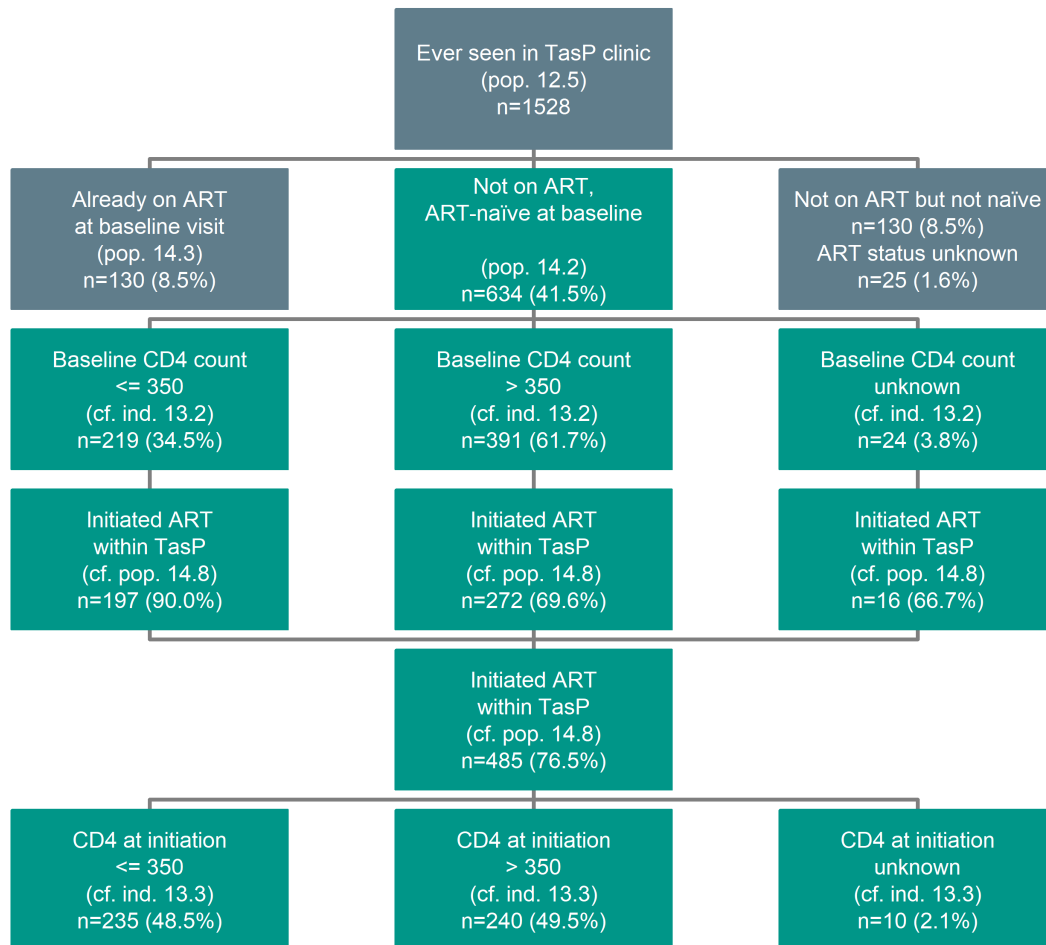 Ever seen in TasP clinic
(pop. 12.5)
n=1528
Already on ART
at baseline visit
(pop. 14.3)
n=130 (8.5%)
Not on ART,
ART-naïve at baseline
(pop. 14.2)
n=634 (41.5%)
Not on ART but not naïve
n=130 (8.5%)
ART status unknown
n=25 (1.6%)
Baseline CD4 count
<= 350
(cf. ind. 13.2)
n=219 (34.5%)
Baseline CD4 count
> 350
(cf. ind. 13.2)
n=391 (61.7%)
Baseline CD4 count
unknown
(cf. ind. 13.2)
n=24 (3.8%)
Initiated ART
within TasP
(cf. pop. 14.8)
n=197 (90.0%)
Initiated ART
within TasP
(cf. pop. 14.8)
n=272 (69.6%)
Initiated ART
within TasP
(cf. pop. 14.8)
n=16 (66.7%)
Initiated ART
within TasP
(cf. pop. 14.8)
n=485 (76.5%)
CD4 at initiation
<= 350
(cf. ind. 13.3)
n=235 (48.5%)
CD4 at initiation
> 350
(cf. ind. 13.3)
n=240 (49.5%)
CD4 at initiation
unknown
(cf. ind. 13.3)
n=10 (2.1%)